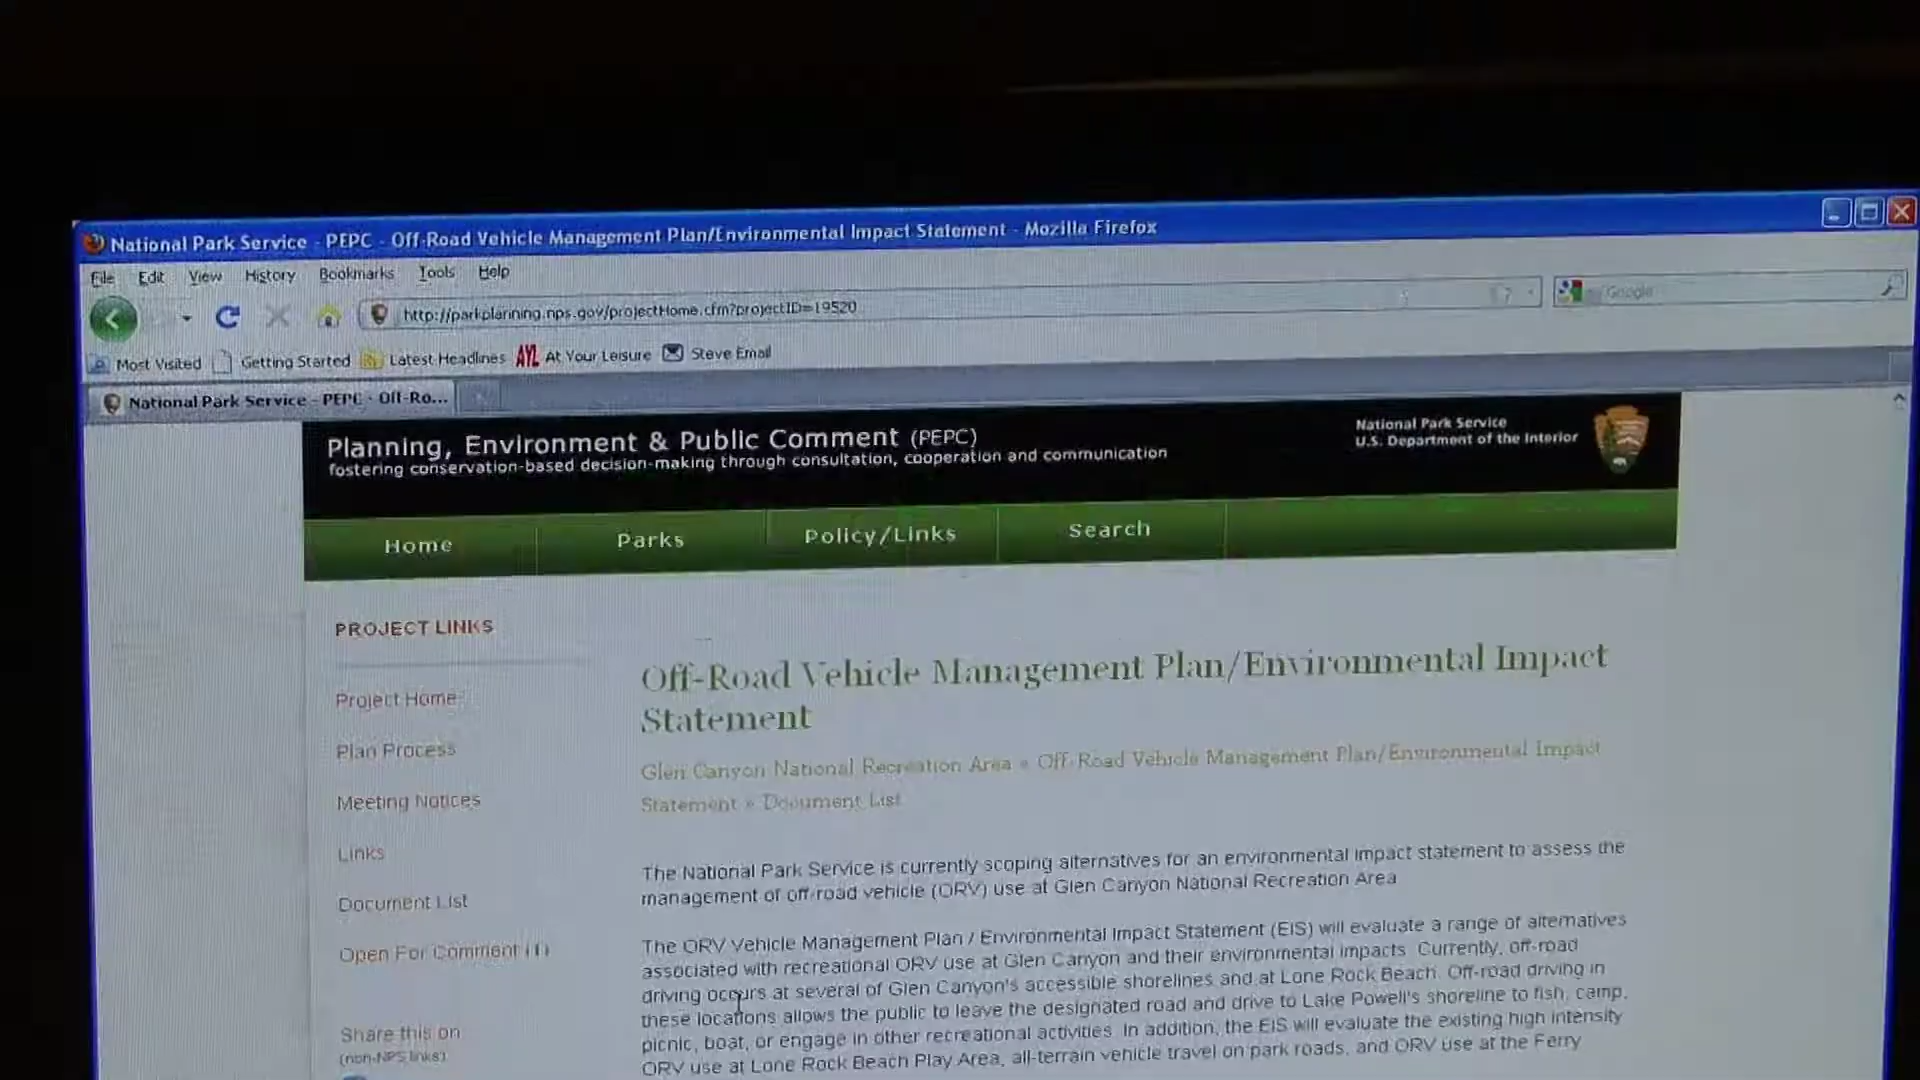 National Park Service - PEPC - Off-Road Vehicle Management Plan/Environmental Impact Statement - Mozilla Firefox
File Edit View History Bookmarks Tools Help
http://parkplanning.nps.gov/projectHome.cfm?projectID=19520
Google
Most Visited Getting Started Latest Headlines AYL At Your Leisure Steve Email
National Park Service - PEPC - Off-Ro...
Planning, Environment & Public Comment (PEPC)
fostering conservation-based decision-making through consultation, cooperation and communication
National Park Service
U.S. Department of the Interior
Home Parks Policy/Links Search
PROJECT LINKS
Project Home
Plan Process
Meeting Notices
Links
Document List
Open For Comment (1)
Share this on
(non-NPS links)
Off-Road Vehicle Management Plan/Environmental Impact
Statement
Glen Canyon National Recreation Area » Off-Road Vehicle Management Plan/Environmental Impact
Statement » Document List
The National Park Service is currently scoping alternatives for an environmental impact statement to assess the
management of off-road vehicle (ORV) use at Glen Canyon National Recreation Area
The ORV Vehicle Management Plan / Environmental Impact Statement (EIS) will evaluate a range of alternatives
associated with recreational ORV use at Glen Canyon and their environmental impacts. Currently, off-road
driving occurs at several of Glen Canyon's accessible shorelines and at Lone Rock Beach. Off-road driving in
these locations allows the public to leave the designated road and drive to Lake Powell's shoreline to fish, camp,
picnic, boat, or engage in other recreational activities. In addition, the EIS will evaluate the existing high intensity
ORV use at Lone Rock Beach Play Area, all-terrain vehicle travel on park roads, and ORV use at the Ferry